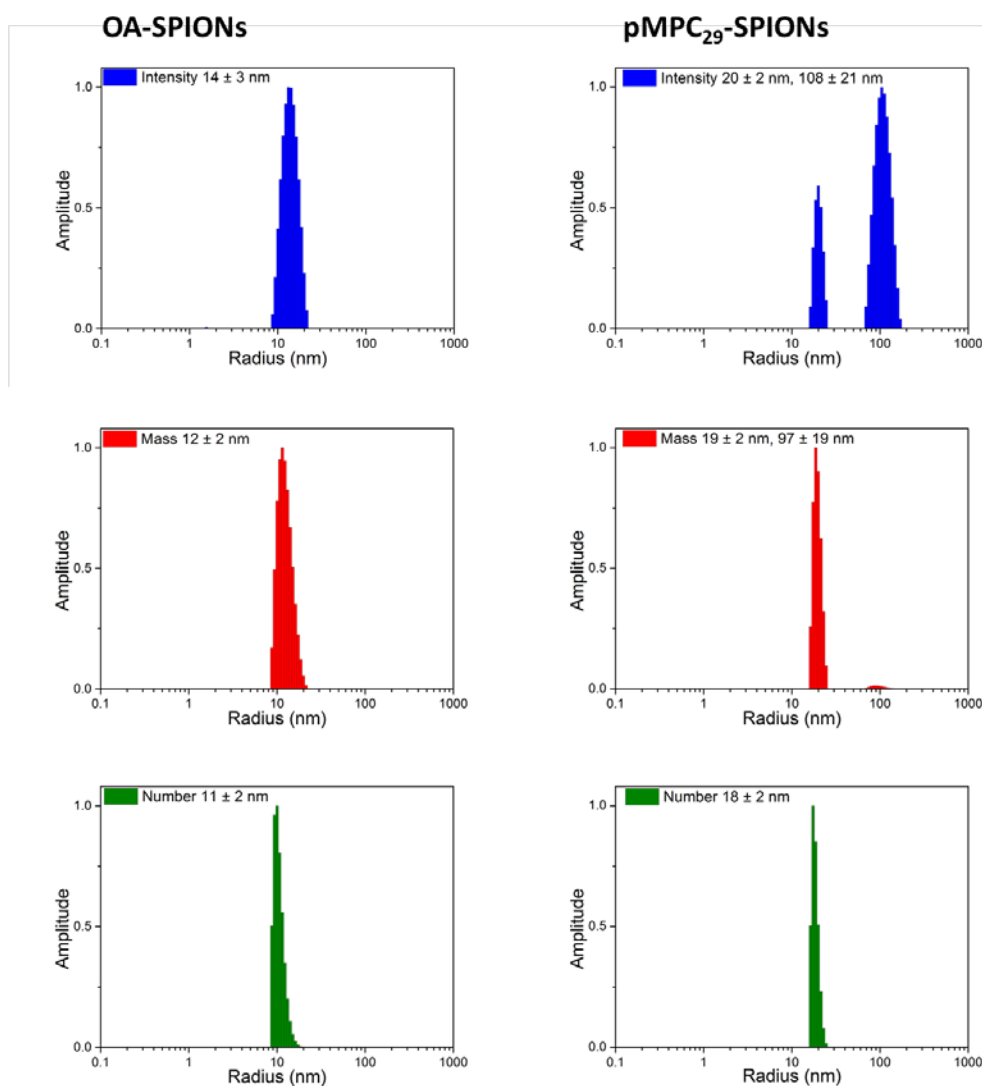 OA-SPIONs
pMPC₂₉-SPIONs
Intensity 14 ± 3 nm
1.0
0.5
0.0
Amplitude
0.1 1 10 100 1000
Radius (nm)
Intensity 20 ± 2 nm, 108 ± 21 nm
1.0
0.5
0.0
Amplitude
0.1 1 10 100 1000
Radius (nm)
Mass 12 ± 2 nm
1.0
0.5
0.0
Amplitude
0.1 1 10 100 1000
Radius (nm)
Mass 19 ± 2 nm, 97 ± 19 nm
1.0
0.5
0.0
Amplitude
0.1 1 10 100 1000
Radius (nm)
Number 11 ± 2 nm
1.0
0.5
0.0
Amplitude
0.1 1 10 100 1000
Radius (nm)
Number 18 ± 2 nm
1.0
0.5
0.0
Amplitude
0.1 1 10 100 1000
Radius (nm)